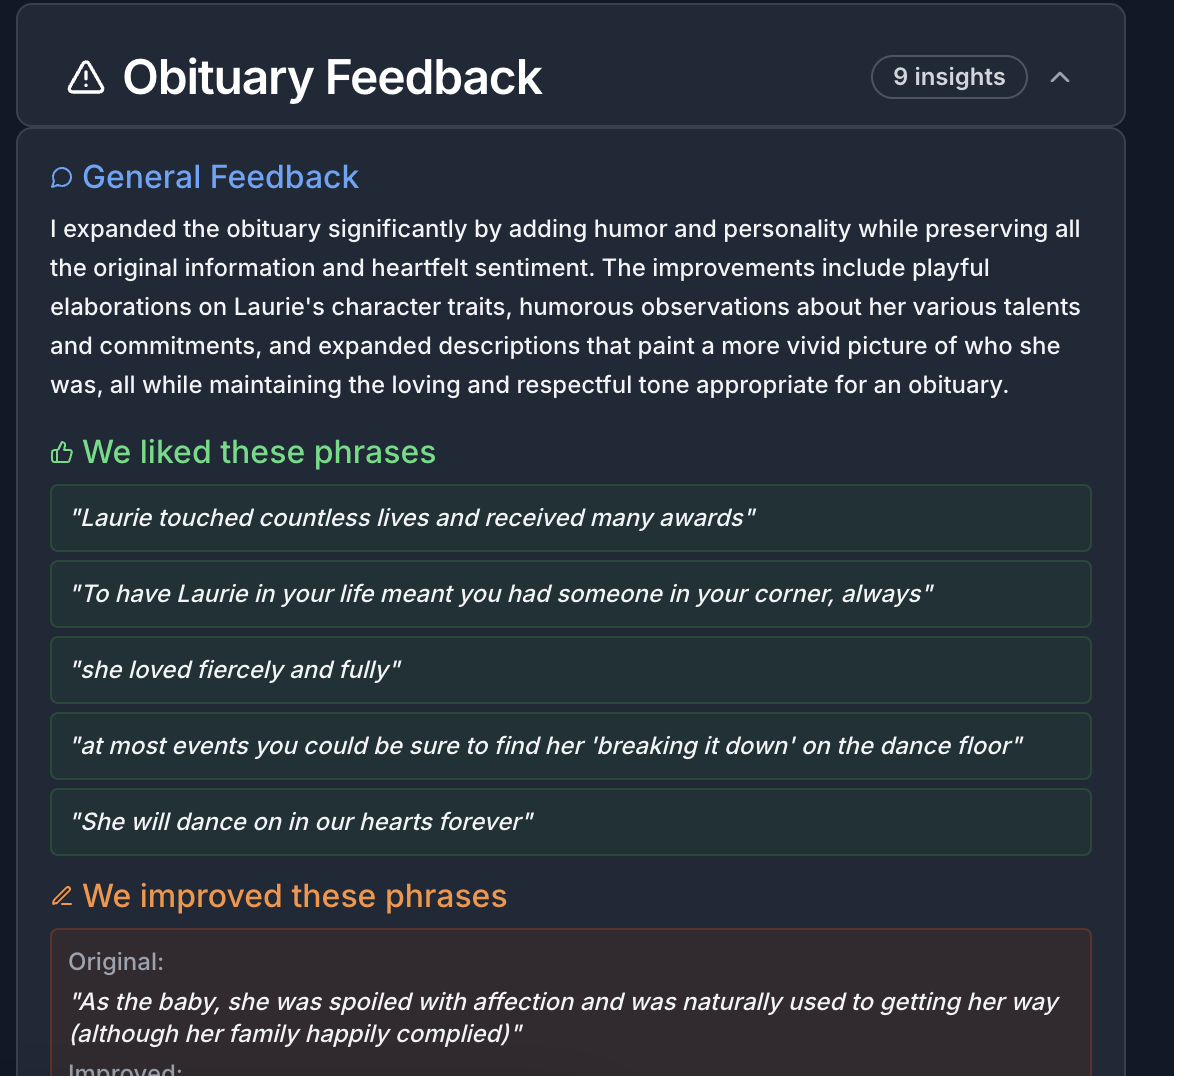 Obituary Feedback
9 insights
General Feedback
I expanded the obituary significantly by adding humor and personality while preserving all
the original information and heartfelt sentiment. The improvements include playful
elaborations on Laurie's character traits, humorous observations about her various talents
and commitments, and expanded descriptions that paint a more vivid picture of who she
was, all while maintaining the loving and respectful tone appropriate for an obituary.
We liked these phrases
"Laurie touched countless lives and received many awards"
"To have Laurie in your life meant you had someone in your corner, always"
"she loved fiercely and fully"
"at most events you could be sure to find her 'breaking it down' on the dance floor"
"She will dance on in our hearts forever"
We improved these phrases
Original:
"As the baby, she was spoiled with affection and was naturally used to getting her way
(although her family happily complied)"
Improved: